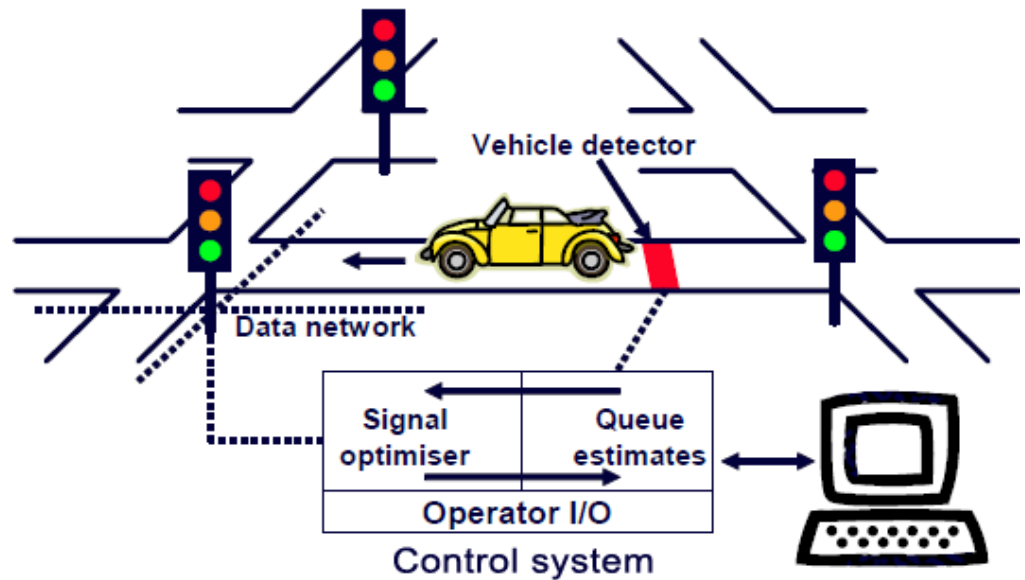 Vehicle detector
Data network
Signal
optimiser
Queue
estimates
Operator I/O
Control system